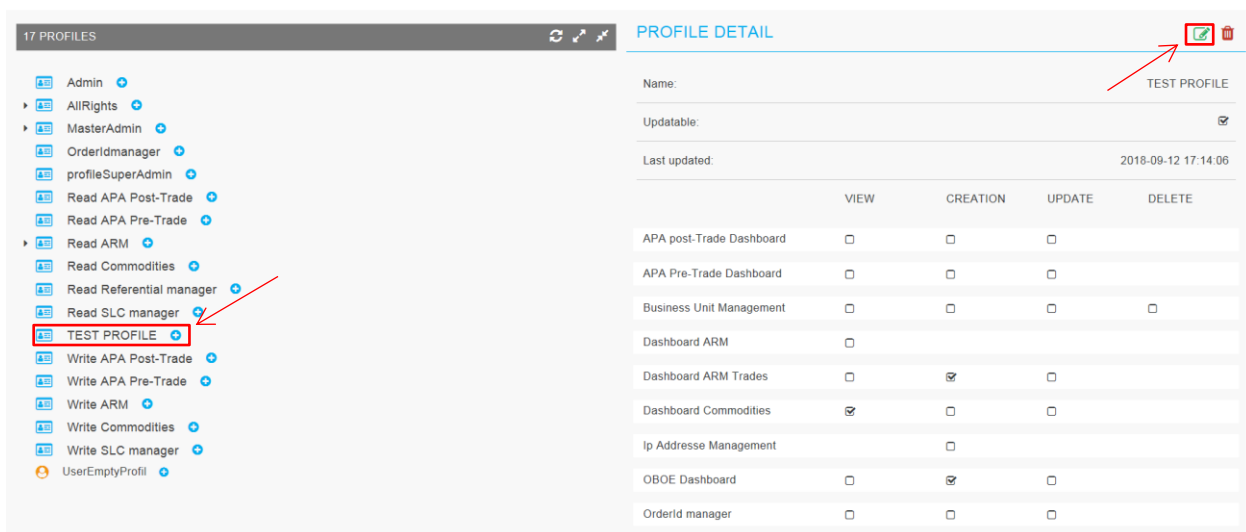 17 PROFILES
Admin
AllRights
MasterAdmin
OrderIdmanager
profileSuperAdmin
Read APA Post-Trade
Read APA Pre-Trade
Read ARM
Read Commodities
Read Referential manager
Read SLC manager
TEST PROFILE
Write APA Post-Trade
Write APA Pre-Trade
Write ARM
Write Commodities
Write SLC manager
UserEmptyProfil
PROFILE DETAIL
Name: TEST PROFILE
Updatable:
Last updated: 2018-09-12 17:14:06
VIEW CREATION UPDATE DELETE
APA post-Trade Dashboard
APA Pre-Trade Dashboard
Business Unit Management
Dashboard ARM
Dashboard ARM Trades
Dashboard Commodities
Ip Addresse Management
OBOE Dashboard
OrderId manager